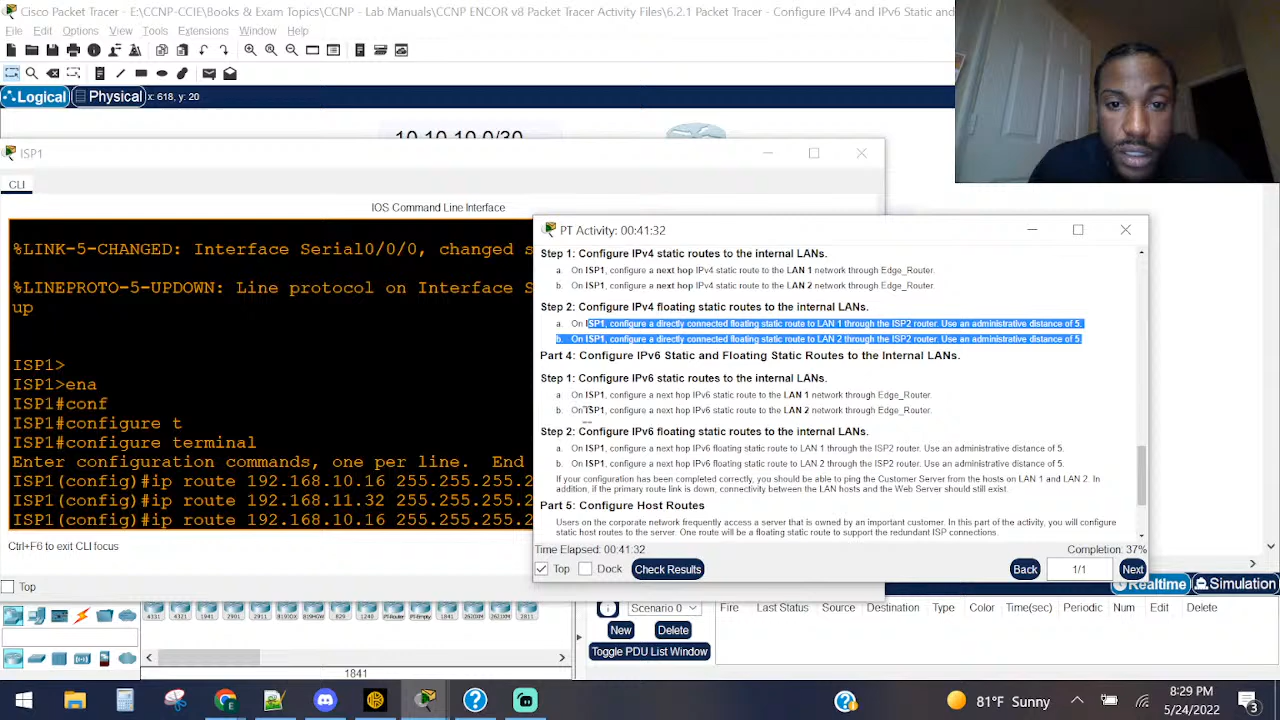 Cisco Packet Tracer - E:\CCNP-CCIE\Books & Exam Topics\CCNP - Lab Manuals\CCNP ENCOR v8 Packet Tracer Activity Files\6.2.1 Packet Tracer - Configure IPv4 and IPv6 Static and
File Edit Options View Tools Extensions Window Help
Logical Physical x: 618, y: 20
10.10.10.0/30
ISP1
CLI
IOS Command Line Interface
%LINK-5-CHANGED: Interface Serial0/0/0, changed s
%LINEPROTO-5-UPDOWN: Line protocol on Interface S
up
ISP1>
ISP1>ena
ISP1#conf
ISP1#configure t
ISP1#configure terminal
Enter configuration commands, one per line. End
ISP1(config)#ip route 192.168.10.16 255.255.255.2
ISP1(config)#ip route 192.168.11.32 255.255.255.2
ISP1(config)#ip route 192.168.10.16 255.255.255.2
Ctrl+F6 to exit CLI focus
Top
PT Activity: 00:41:32
Step 1: Configure IPv4 static routes to the internal LANs.
a. On ISP1, configure a next hop IPv4 static route to the LAN 1 network through Edge_Router.
b. On ISP1, configure a next hop IPv4 static route to the LAN 2 network through Edge_Router.
Step 2: Configure IPv4 floating static routes to the internal LANs.
a. On ISP1, configure a directly connected floating static route to LAN 1 through the ISP2 router. Use an administrative distance of 5.
b. On ISP1, configure a directly connected floating static route to LAN 2 through the ISP2 router. Use an administrative distance of 5
Part 4: Configure IPv6 Static and Floating Static Routes to the Internal LANs.
Step 1: Configure IPv6 static routes to the internal LANs.
a. On ISP1, configure a next hop IPv6 static route to the LAN 1 network through Edge_Router.
b. On ISP1, configure a next hop IPv6 static route to the LAN 2 network through Edge_Router.
Step 2: Configure IPv6 floating static routes to the internal LANs.
a. On ISP1, configure a next hop IPv6 floating static route to LAN 1 through the ISP2 router. Use an administrative distance of 5.
b. On ISP1, configure a next hop IPv6 floating static route to LAN 2 through the ISP2 router. Use an administrative distance of 5.
If your configuration has been completed correctly, you should be able to ping the Customer Server from the hosts on LAN 1 and LAN 2. In
addition, if the primary route link is down, connectivity between the LAN hosts and the Web Server should still exist.
Part 5: Configure Host Routes
Users on the corporate network frequently access a server that is owned by an important customer. In this part of the activity, you will configure
static host routes to the server. One route will be a floating static route to support the redundant ISP connections.
Time Elapsed: 00:41:32 Completion: 37%
Top Dock Check Results Back 1/1 Next
Realtime Simulation
4331 4321 1941 2901 2911 819IOX 819HGW 829 1240 PT-Router PT-Empty 1841 2620XM 2621XM 2811
1841
Scenario 0
New Delete
Toggle PDU List Window
Fire Last Status Source Destination Type Color Time(sec) Periodic Num Edit Delete
81°F Sunny
8:29 PM
5/24/2022
3